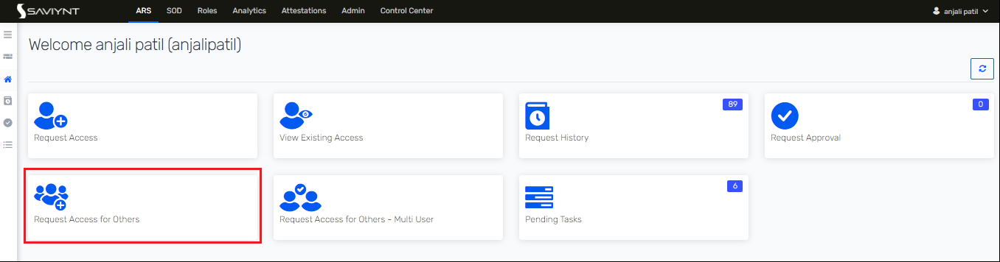 SAVIYNT ARS SOD Roles Analytics Attestations Admin Control Center anjali patil
Welcome anjali patil (anjalipatil)
Request Access
View Existing Access
89
Request History
0
Request Approval
Request Access for Others
Request Access for Others - Multi User
6
Pending Tasks